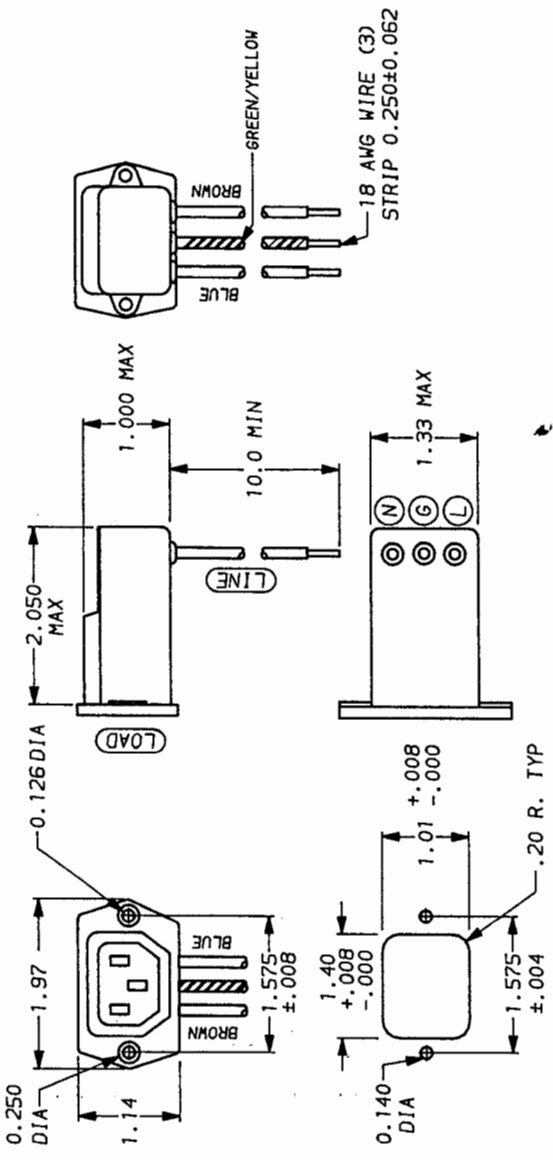 0.250
DIA
1.97
0.126 DIA
1.14
BROWN
BLUE
1.575
±.008
LOAD
2.050
MAX
1.000 MAX
LINE
10.0 MIN
BLUE
BROWN
GREEN/YELLOW
18 AWG WIRE (3)
STRIP 0.250±0.062
0.140
DIA
1.40
+.008
-.000
1.01 +.008
-.000
1.575
±.004
.20 R. TYP
N
G
L
1.33 MAX